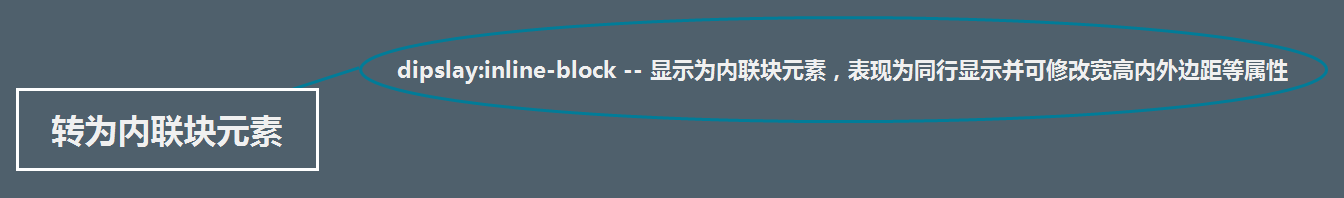 dipslay:inline-block -- 显示为内联块元素，表现为同行显示并可修改宽高内外边距等属性
转为内联块元素